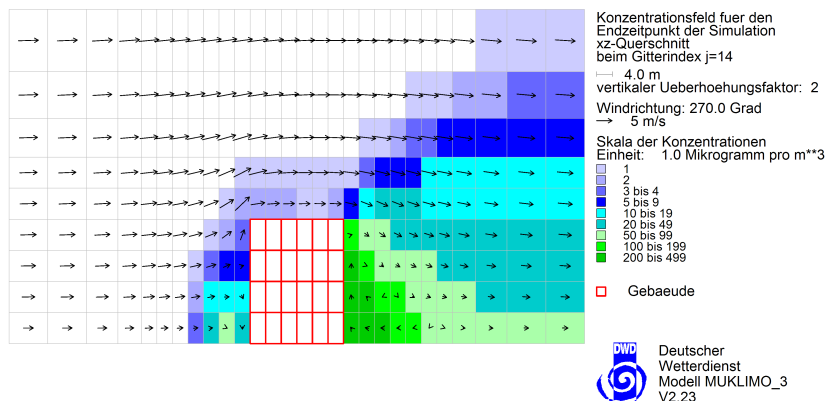 Konzentrationsfeld fuer den
Endzeitpunkt der Simulation
xz-Querschnitt
beim Gitterindex j=14
4.0 m
vertikaler Ueberhoehungsfaktor: 2
Windrichtung: 270.0 Grad
5 m/s
Skala der Konzentrationen
Einheit: 1.0 Mikrogramm pro m**3
1
2
3 bis 4
5 bis 9
10 bis 19
20 bis 49
50 bis 99
100 bis 199
200 bis 499
Gebaeude
DWD
Deutscher
Wetterdienst
Modell MUKLIMO_3
V2.23